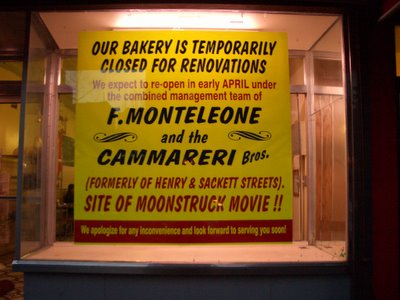 OUR BAKERY IS TEMPORARILY
CLOSED FOR RENOVATIONS
We expect to re-open in early APRIL under
the combined management team of
F. MONTELEONE
and the
CAMMARERI Bros.
(FORMERLY OF HENRY & SACKETT STREETS).
SITE OF MOONSTRUCK MOVIE !!
We apologize for any inconvenience and look forward to serving you soon!